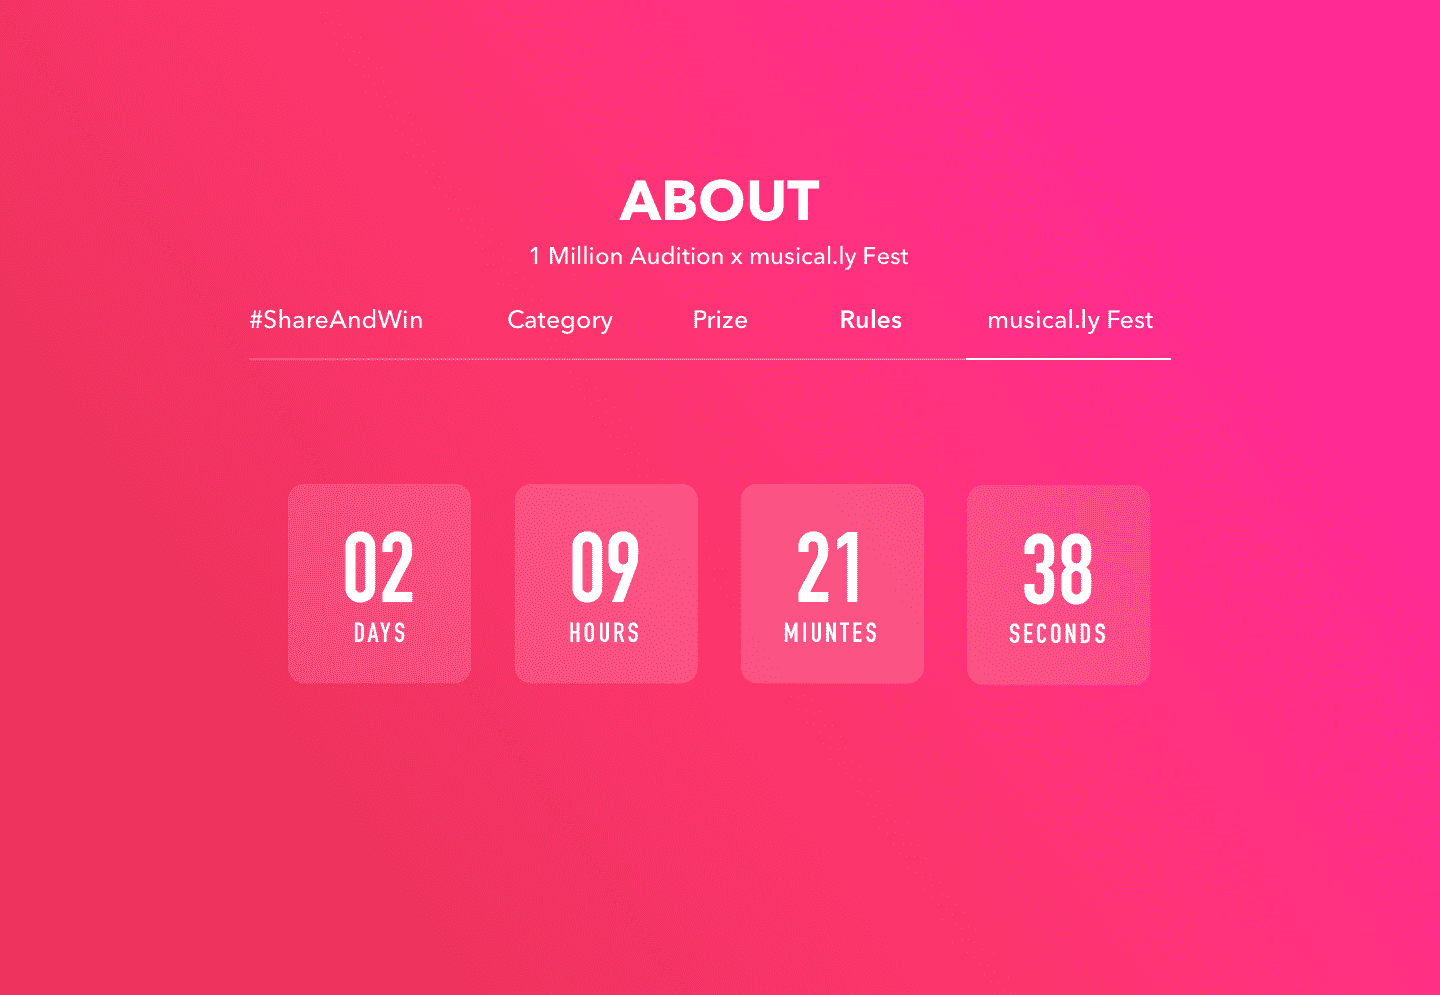 ABOUT
1 Million Audition x musical.ly Fest
#ShareAndWin Category Prize Rules musical.ly Fest
02 09 21 38
DAYS HOURS MIUNTES SECONDS